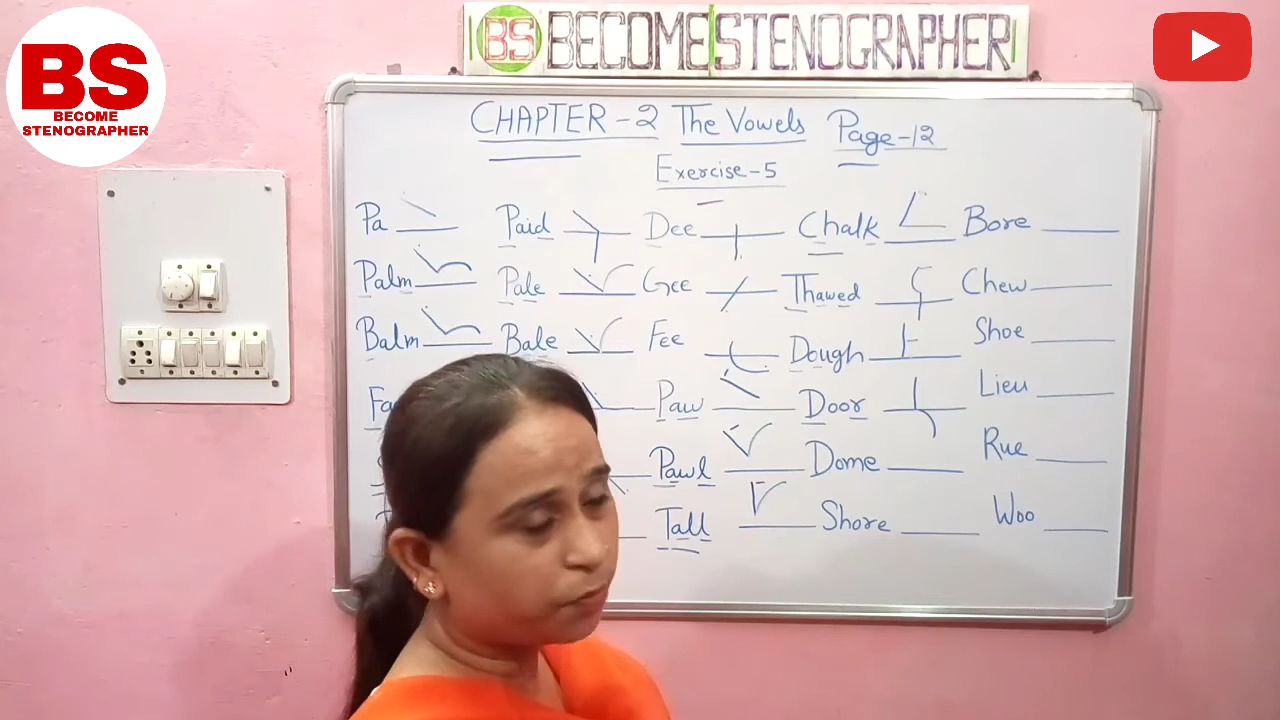 BS BECOME STENOGRAPHER
BS
BECOME
STENOGRAPHER
CHAPTER - 2 The Vowels Page-12
Exercise-5
Pa Paid Dee Chalk Bore
Palm Pale Gee Thawed Chew
Balm Bale Fee Dough Shoe
Paw Door Lieu
Pawl Dome Rue
Tall Shore Woo